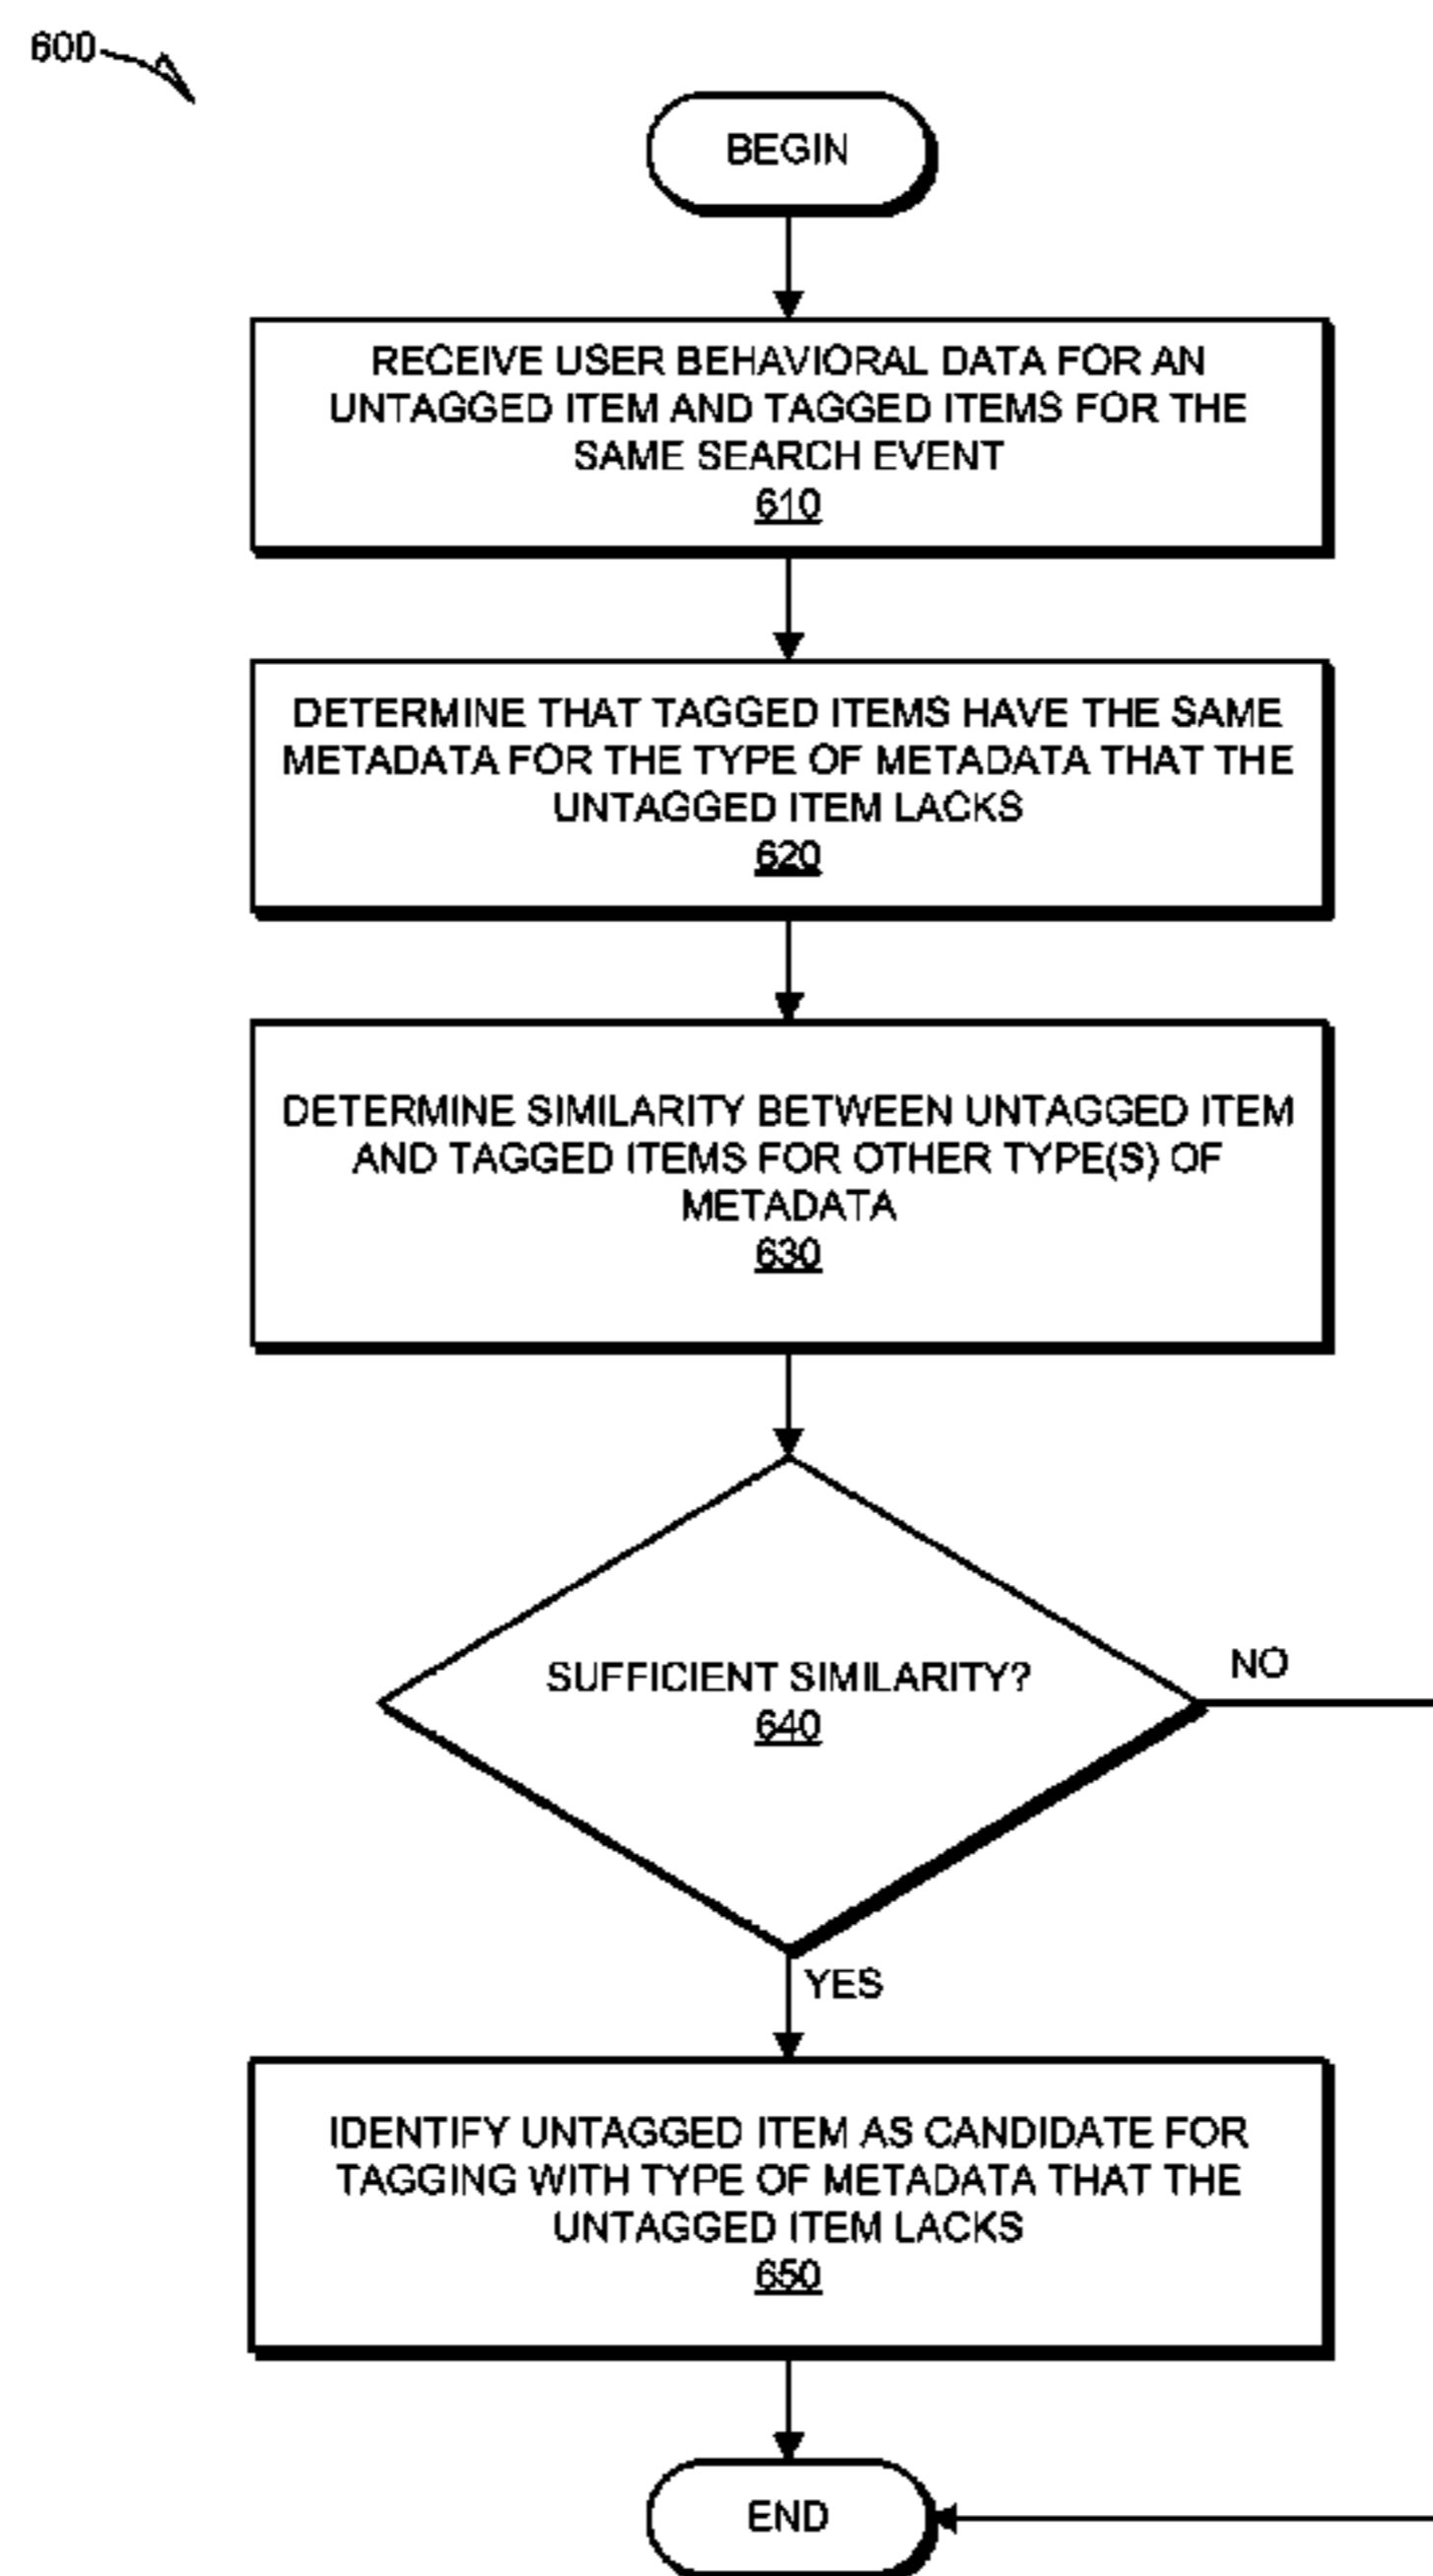 600
BEGIN
RECEIVE USER BEHAVIORAL DATA FOR AN
UNTAGGED ITEM AND TAGGED ITEMS FOR THE
SAME SEARCH EVENT
610
DETERMINE THAT TAGGED ITEMS HAVE THE SAME
METADATA FOR THE TYPE OF METADATA THAT THE
UNTAGGED ITEM LACKS
620
DETERMINE SIMILARITY BETWEEN UNTAGGED ITEM
AND TAGGED ITEMS FOR OTHER TYPE(S) OF
METADATA
630
SUFFICIENT SIMILARITY?
640
NO
YES
IDENTIFY UNTAGGED ITEM AS CANDIDATE FOR
TAGGING WITH TYPE OF METADATA THAT THE
UNTAGGED ITEM LACKS
650
END